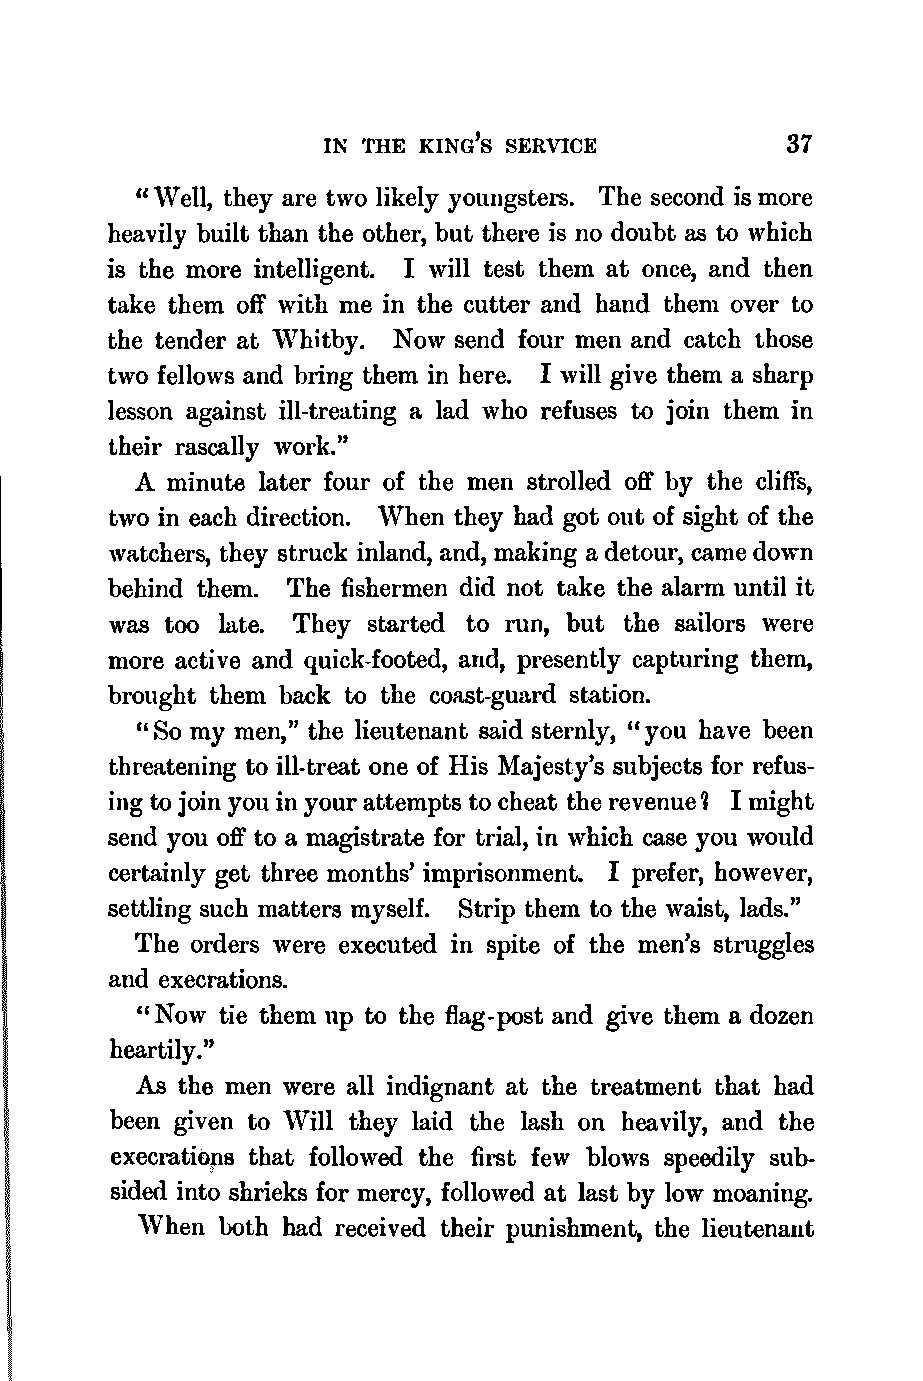 IN THE KING'S SERVICE 37
"Well, they are two likely youngsters. The second is more
heavily built than the other, but there is no doubt as to which
is the more intelligent. I will test them at once, and then
take them off with me in the cutter and hand them over to
the tender at Whitby. Now send four men and catch those
two fellows and bring them in here. I will give them a sharp
lesson against ill-treating a lad who refuses to join them in
their rascally work."
A minute later four of the men strolled off by the cliffs,
two in each direction. When they had got out of sight of the
watchers, they struck inland, and, making a detour, came down
behind them. The fishermen did not take the alarm until it
was too late. They started to run, but the sailors were
more active and quick-footed, and, presently capturing them,
brought them back to the coast-guard station.
"So my men," the lieutenant said sternly, "you have been
threatening to ill-treat one of His Majesty's subjects for refus-
ing to join you in your attempts to cheat the revenue? I might
send you off to a magistrate for trial, in which case you would
certainly get three months' imprisonment. I prefer, however,
settling such matters myself. Strip them to the waist, lads."
The orders were executed in spite of the men's struggles
and execrations.
"Now tie them up to the flag-post and give them a dozen
heartily."
As the men were all indignant at the treatment that had
been given to Will they laid the lash on heavily, and the
execrations that followed the first few blows speedily sub-
sided into shrieks for mercy, followed at last by low moaning.
When both had received their punishment, the lieutenant